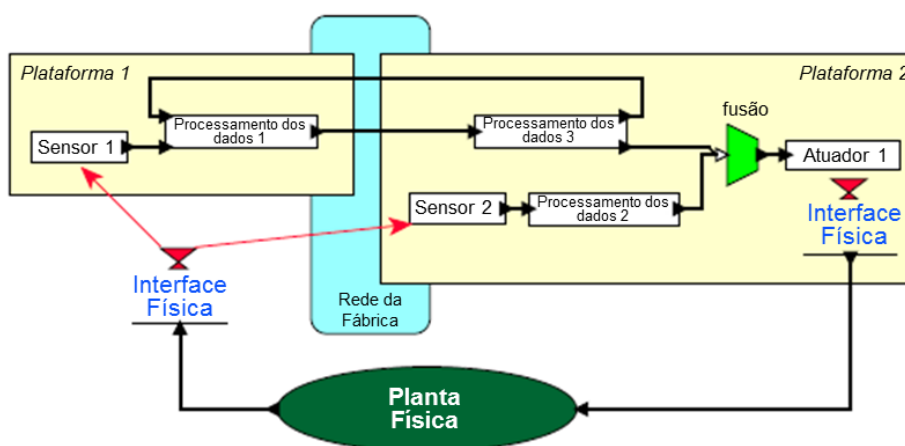 Plataforma 1
Plataforma 2
fusão
Sensor 1
Processamento dos
dados 1
Processamento dos
dados 3
Atuador 1
Sensor 2
Processamento dos
dados 2
Interface
Física
Interface
Física
Rede da
Fábrica
Planta
Física